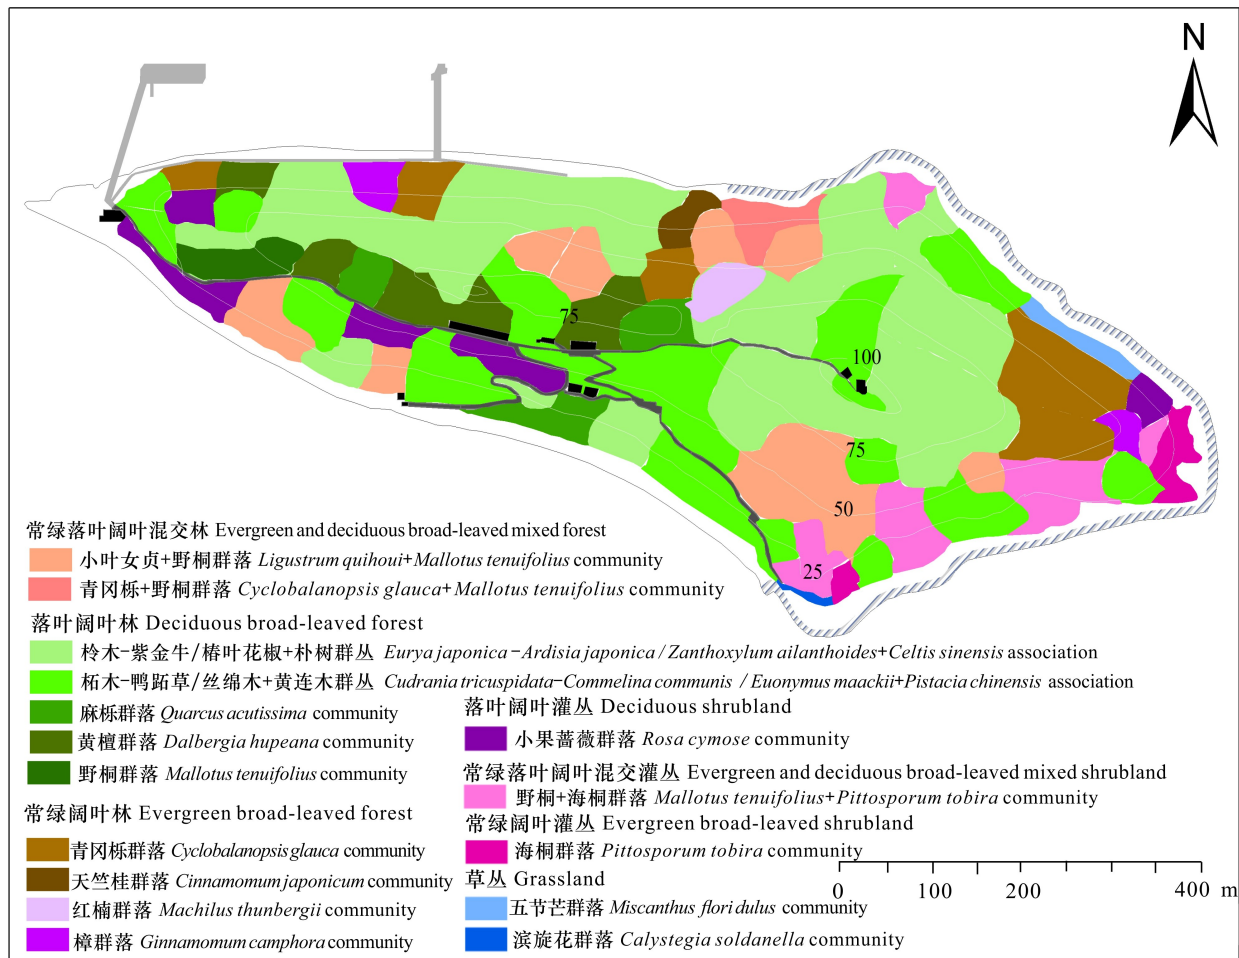 N
75
100
75
50
25
常绿落叶阔叶混交林 Evergreen and deciduous broad-leaved mixed forest
小叶女贞+野桐群落 Ligustrum quihoui+Mallotus tenuifolius community
青冈栎+野桐群落 Cyclobalanopsis glauca+Mallotus tenuifolius community
落叶阔叶林 Deciduous broad-leaved forest
柃木-紫金牛/椿叶花椒+朴树群丛 Eurya japonica-Ardisia japonica/Zanthoxylum ailanthoides+Celtis sinensis association
柘木-鸭跖草/丝绵木+黄连木群丛 Cudrania tricuspidata-Commelina communis /Euonymus maackii+Pistacia chinensis association
麻栎群落 Quarcus acutissima community
黄檀群落 Dalbergia hupeana community
野桐群落 Mallotus tenuifolius community
常绿阔叶林 Evergreen broad-leaved forest
青冈栎群落 Cyclobalanopsis glauca community
天竺桂群落 Cinnamomum japonicum community
红楠群落 Machilus thunbergii community
樟群落 Ginnamomum camphora community
落叶阔叶灌丛 Deciduous shrubland
小果蔷薇群落 Rosa cymose community
常绿落叶阔叶混交灌丛 Evergreen and deciduous broad-leaved mixed shrubland
野桐+海桐群落 Mallotus tenuifolius+Pittosporum tobira community
常绿阔叶灌丛 Evergreen broad-leaved shrubland
海桐群落 Pittosporum tobira community
草丛 Grassland
五节芒群落 Miscanthus floridulus community
滨旋花群落 Calystegia soldanella community
0 100 200 400 m